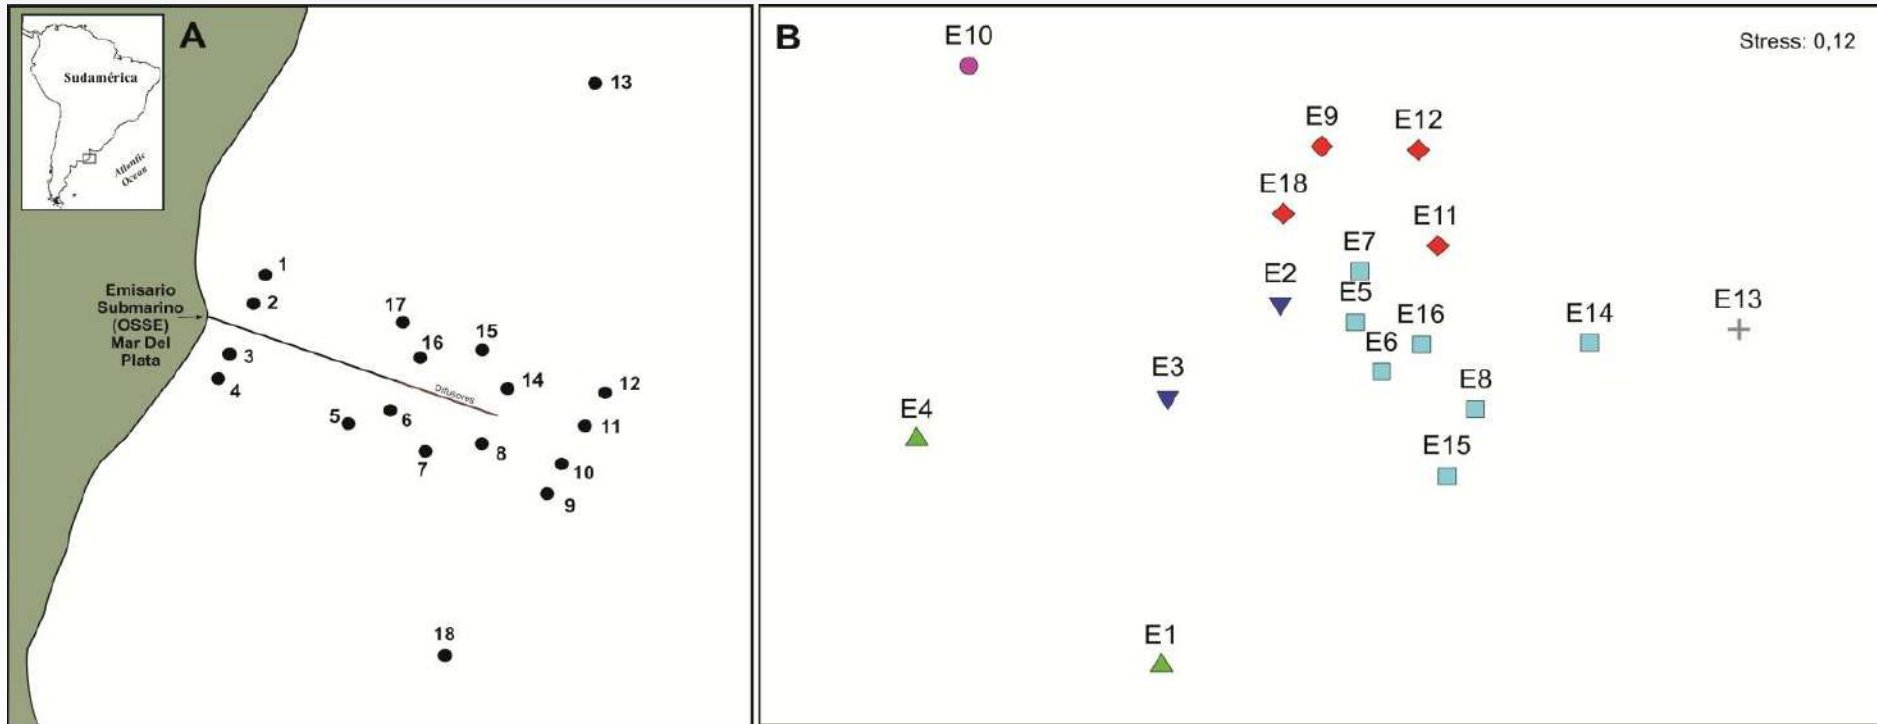 A
Sudamérica
Atlantic
Ocean
13
1
2
Emisario
Submarino
(OSSE)
Mar Del
Plata
3
4
17
16
15
14
12
Difusores
5
6
11
7
8
10
9
18
B
Stress: 0,12
E10
E9
E12
E18
E11
E7
E2
E5
E16
E14
E13
E6
E3
E8
E4
E15
E1